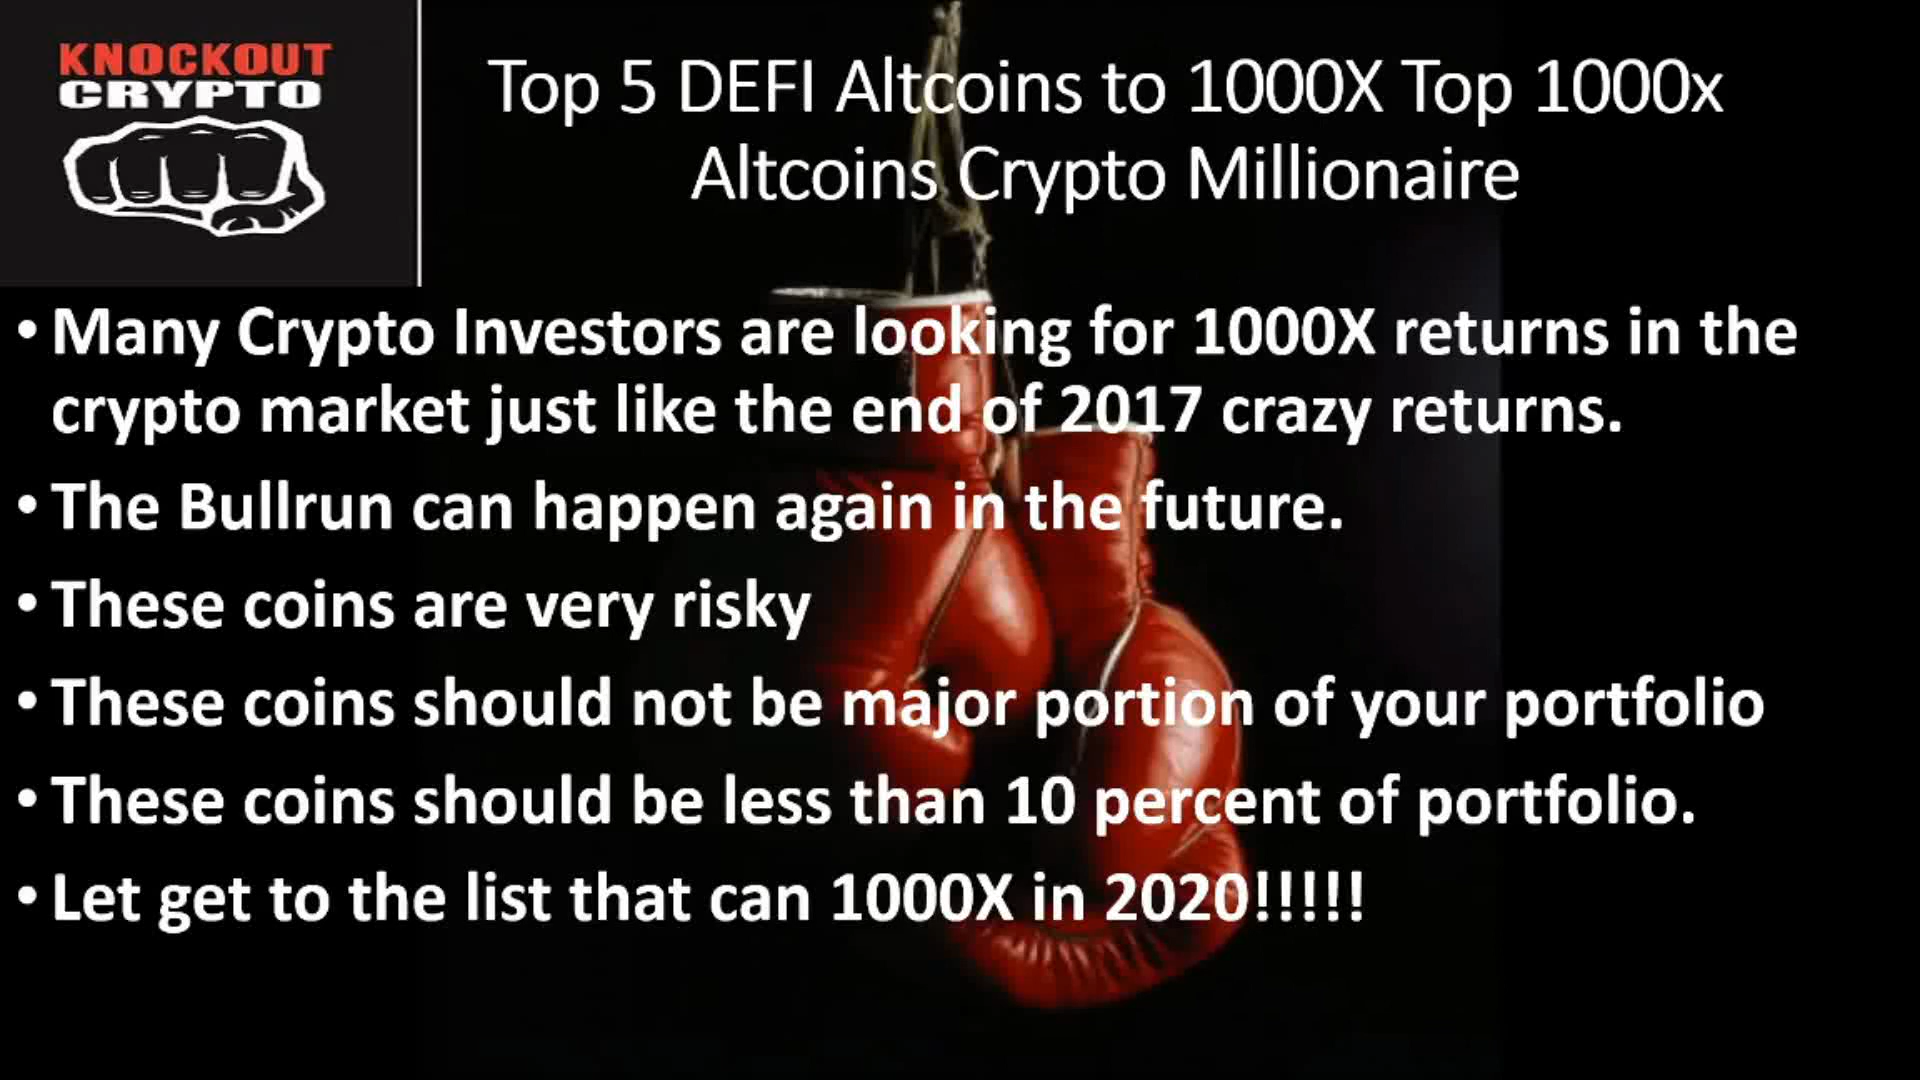 KNOCKOUT
CRYPTO
Top 5 DEFI Altcoins to 1000X Top 1000x
Altcoins Crypto Millionaire
• Many Crypto Investors are looking for 1000X returns in the
crypto market just like the end of 2017 crazy returns.
• The Bullrun can happen again in the future.
• These coins are very risky
• These coins should not be major portion of your portfolio
• These coins should be less than 10 percent of portfolio.
• Let get to the list that can 1000X in 2020!!!!!